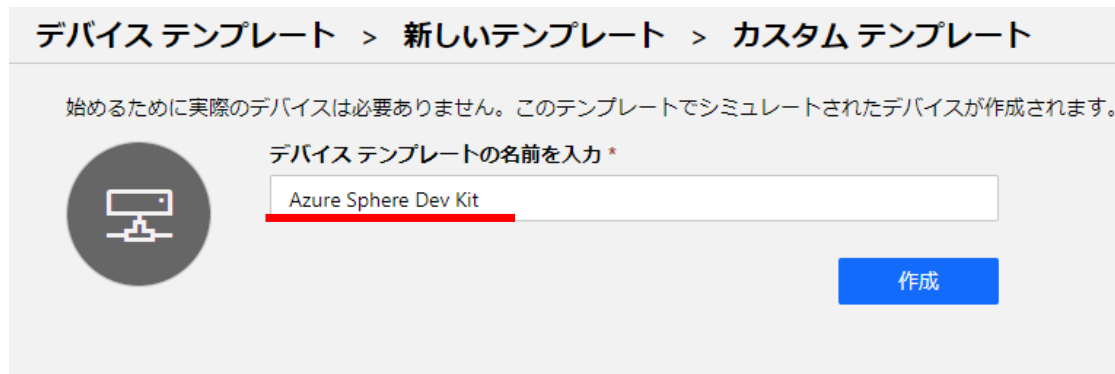 デバイス テンプレート > 新しいテンプレート > カスタム テンプレート
始めるために実際のデバイスは必要ありません。このテンプレートでシミュレートされたデバイスが作成されます。
デバイス テンプレートの名前を入力 *
Azure Sphere Dev Kit
作成